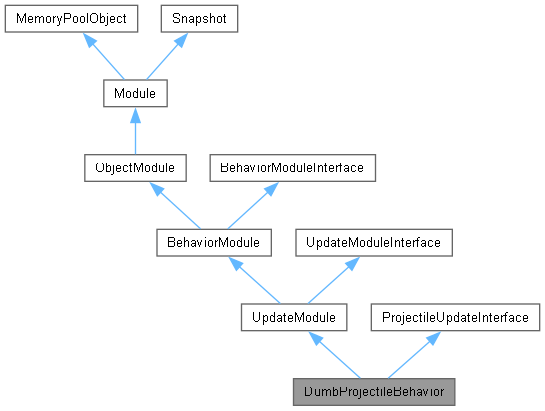 MemoryPoolObject
Snapshot
Module
ObjectModule
BehaviorModuleInterface
BehaviorModule
UpdateModuleInterface
UpdateModule
ProjectileUpdateInterface
DumbProjectileBehavior